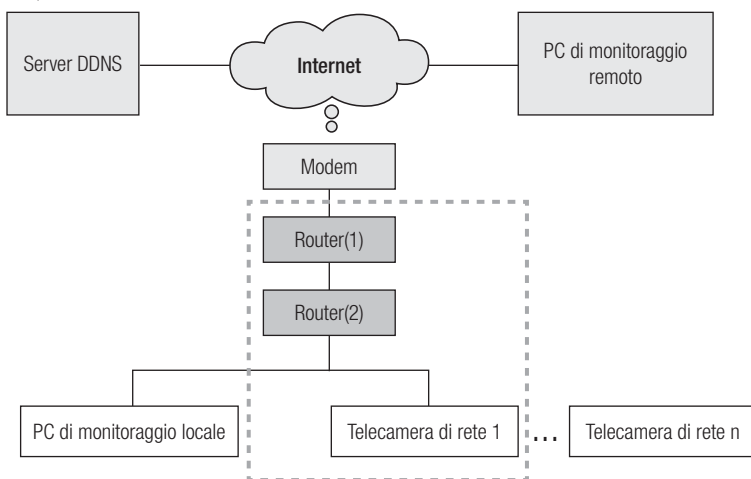 Server DDNS
Internet
PC di monitoraggio
remoto
Modem
Router(1)
Router(2)
PC di monitoraggio locale
Telecamera di rete 1
...
Telecamera di rete n